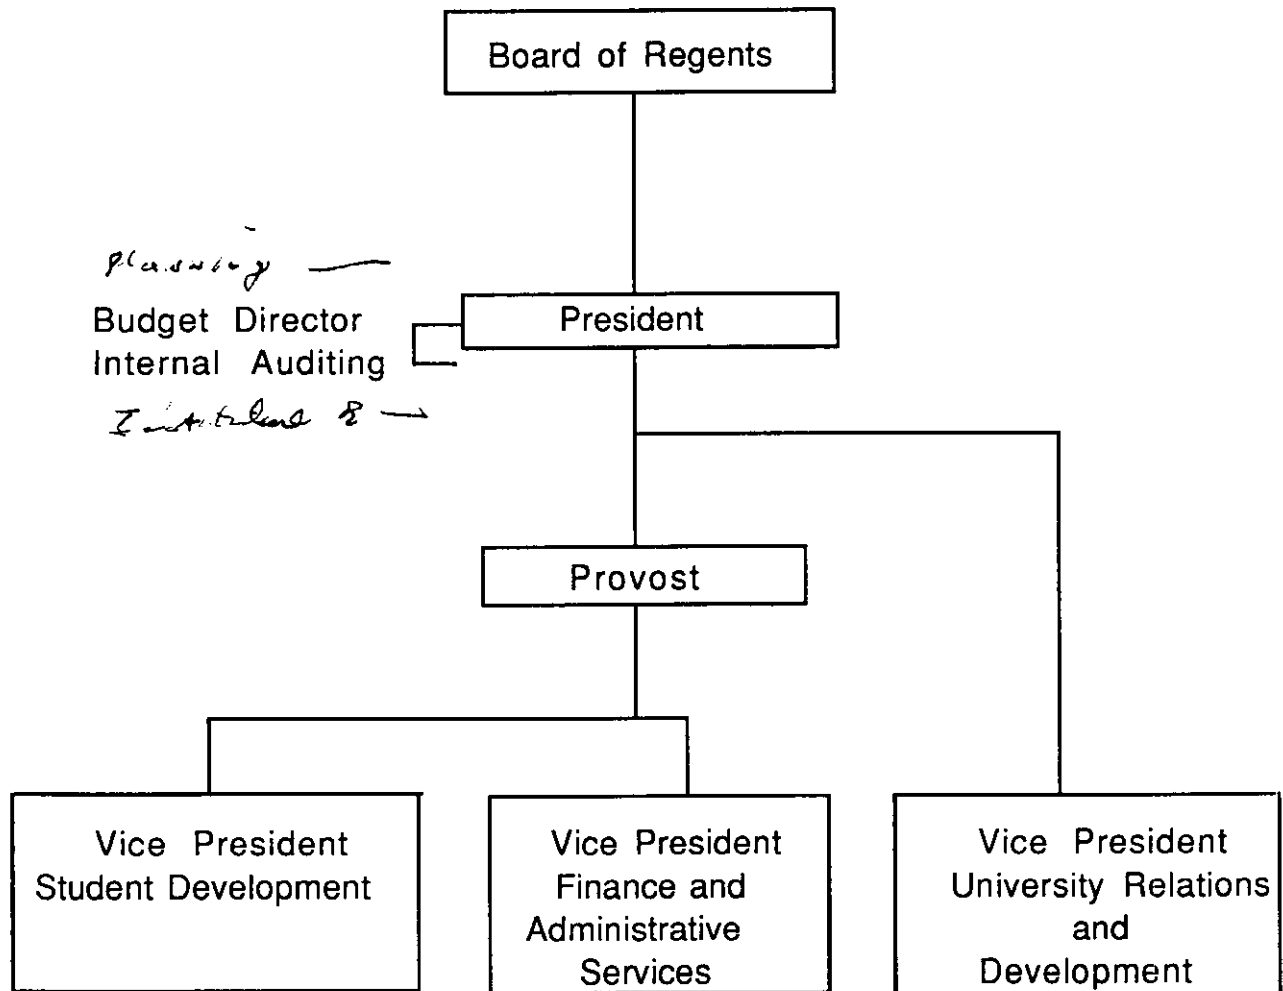 Board of Regents
Planning
Budget Director
Internal Auditing
President
Provost
Vice President
Student Development
Vice President
Finance and
Administrative
Services
Vice President
University Relations
and
Development